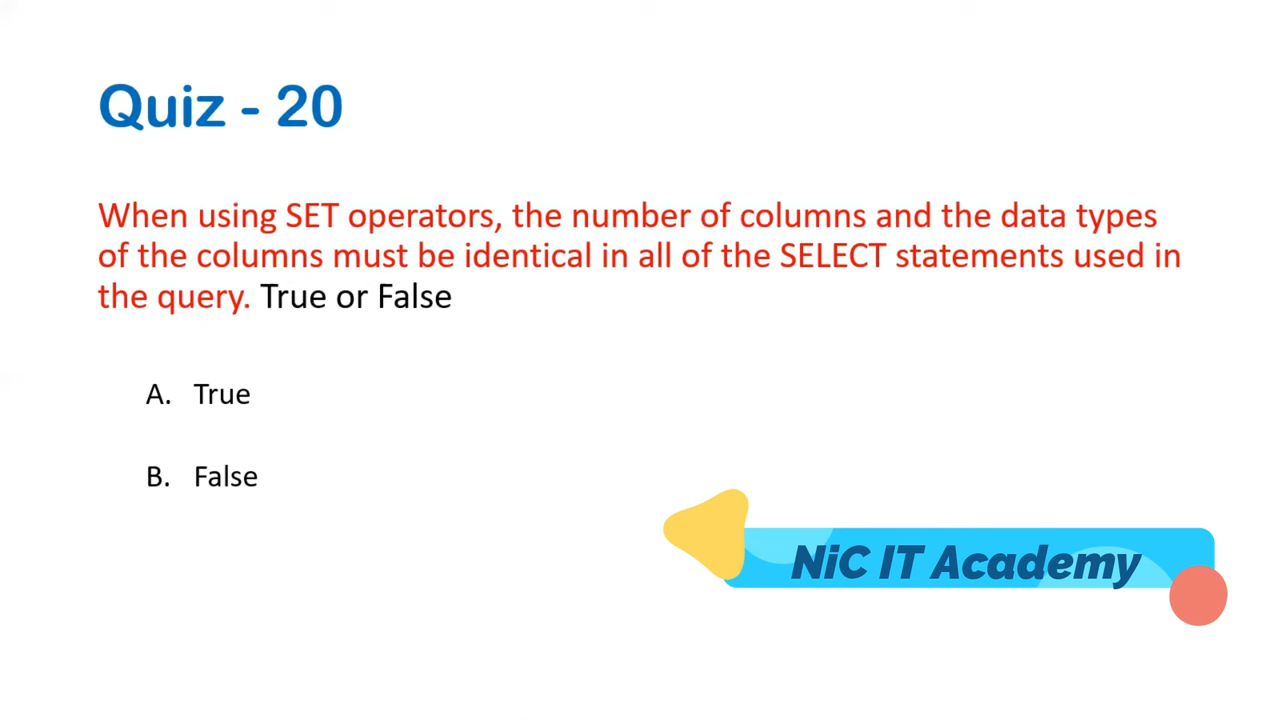 Quiz - 20
When using SET operators, the number of columns and the data types
of the columns must be identical in all of the SELECT statements used in
the query. True or False
A. True
B. False
NiC IT Academy